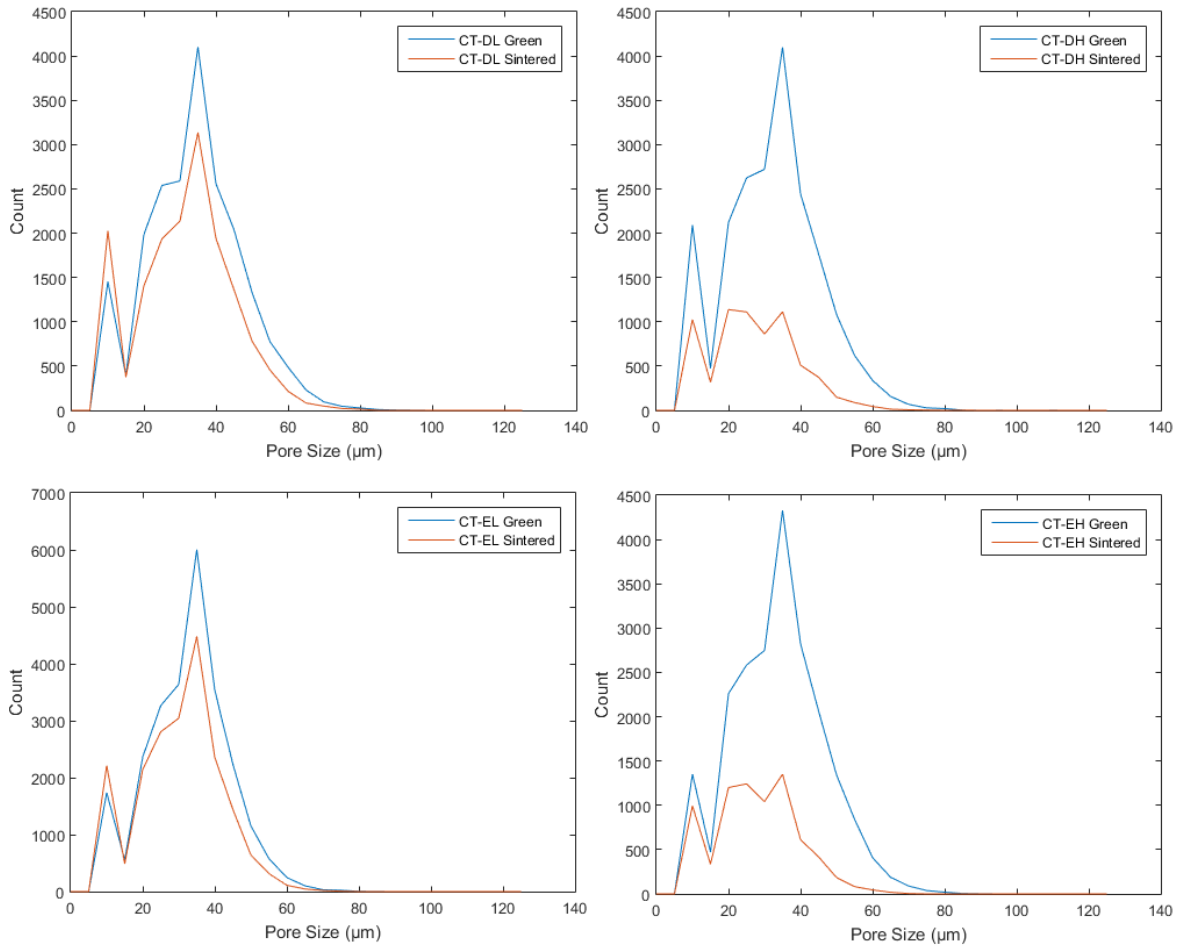 4500
4000
3500
3000
2500
2000
1500
1000
500
0
Count
CT-DL Green
CT-DL Sintered
0 20 40 60 80 100 120 140
Pore Size (µm)
4500
4000
3500
3000
2500
2000
1500
1000
500
0
Count
CT-DH Green
CT-DH Sintered
0 20 40 60 80 100 120 140
Pore Size (µm)
7000
6000
5000
4000
3000
2000
1000
0
Count
CT-EL Green
CT-EL Sintered
0 20 40 60 80 100 120 140
Pore Size (µm)
4500
4000
3500
3000
2500
2000
1500
1000
500
0
Count
CT-EH Green
CT-EH Sintered
0 20 40 60 80 100 120 140
Pore Size (µm)